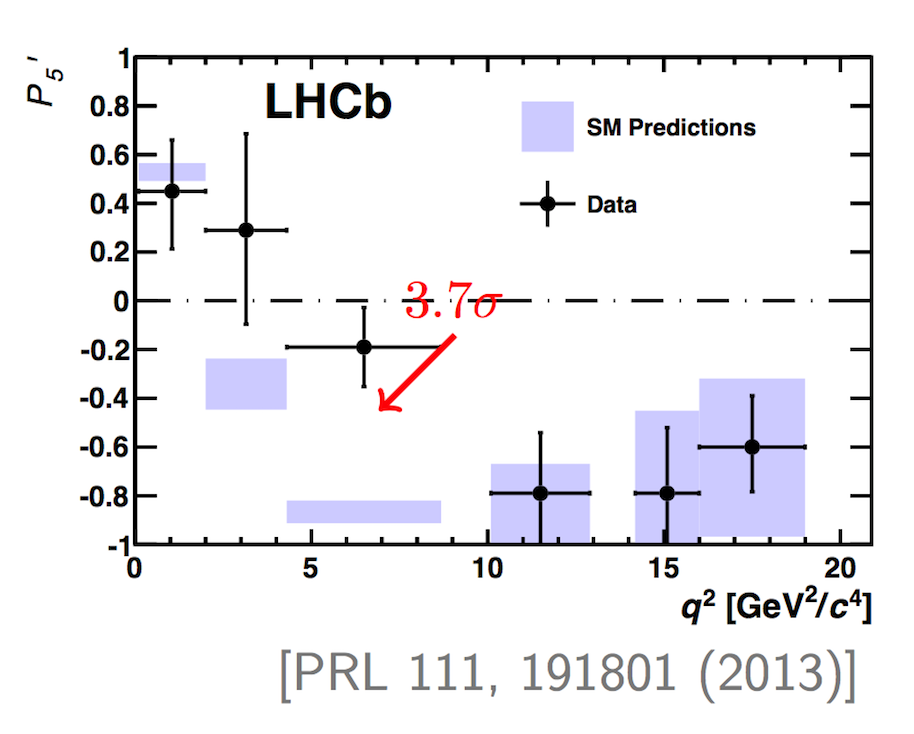 P5'
1
LHCb
0.8
SM Predictions
0.6
0.4
Data
0.2
0
3.7σ
-0.2
-0.4
-0.6
-0.8
-1
0 5 10 15 20
q² [GeV²/c⁴]
[PRL 111, 191801 (2013)]